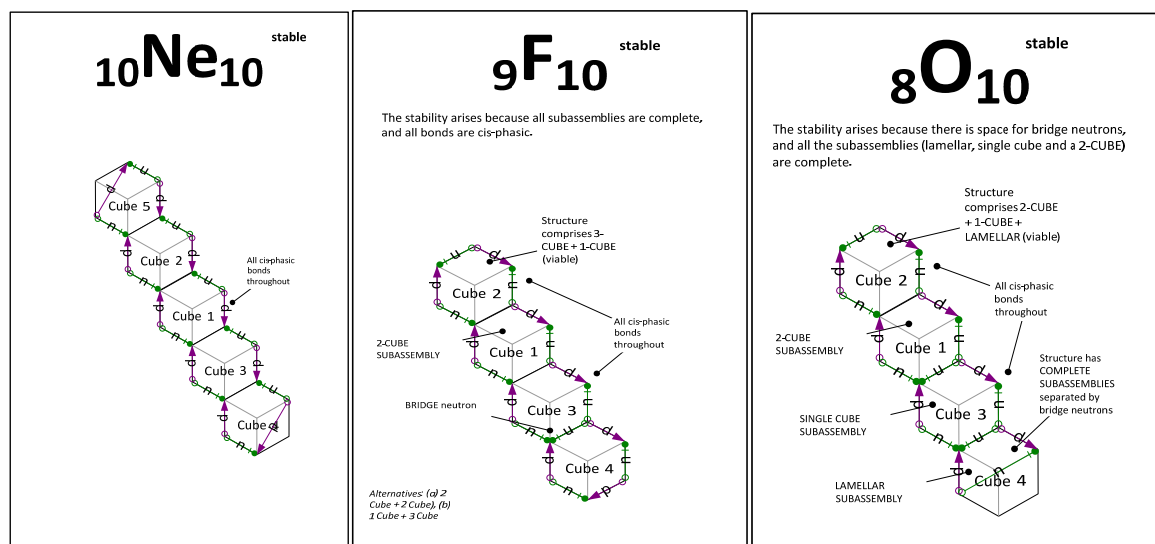 10Ne10 stable
Cube 5
Cube 2
Cube 1
Cube 3
Cube 4
All cis-phasic
bonds
throughout
9F10 stable
The stability arises because all subassemblies are complete,
and all bonds are cis-phasic.
Structure
comprises 3-
CUBE + 1-CUBE
(viable)
Cube 2
All cis-phasic
bonds
throughout
2-CUBE
SUBASSEMBLY
Cube 1
BRIDGE neutron
Cube 3
Cube 4
Alternatives: (a) 2
Cube + 2 Cube), (b)
1 Cube + 3 Cube
8O10 stable
The stability arises because there is space for bridge neutrons,
and all the subassemblies (lamellar, single cube and a 2-CUBE)
are complete.
Structure
comprises 2-CUBE
+ 1-CUBE +
LAMELLAR (viable)
Cube 2
All cis-phasic
bonds
throughout
2-CUBE
SUBASSEMBLY
Cube 1
Structure has
COMPLETE
SUBASSEMBLIES
separated by
bridge neutrons
SINGLE CUBE
SUBASSEMBLY
Cube 3
LAMELLAR
SUBASSEMBLY
Cube 4